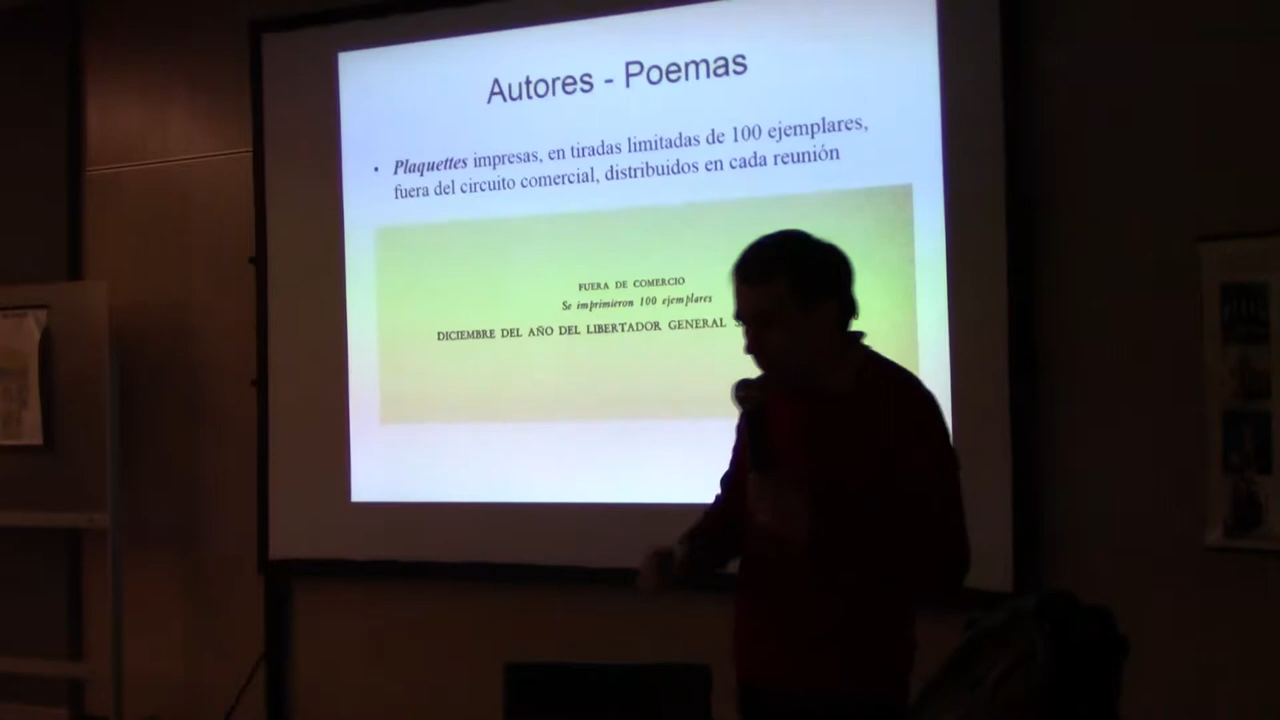 Autores - Poemas
• Plaquettes impresas, en tiradas limitadas de 100 ejemplares,
fuera del circuito comercial, distribuidos en cada reunión
FUERA DE COMERCIO
Se imprimieron 100 ejemplares
DICIEMBRE DEL AÑO DEL LIBERTADOR GENERAL